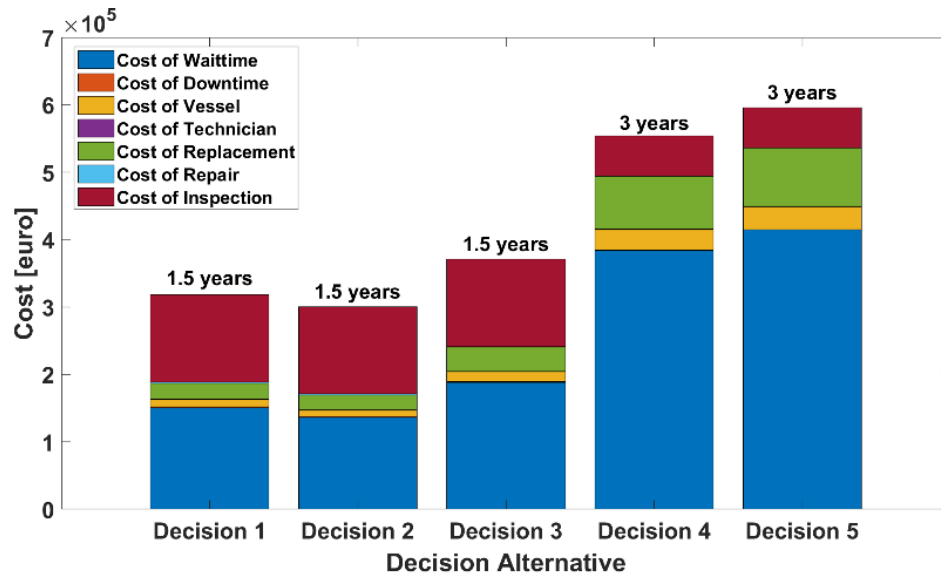 ×10⁵
7
6
5
4
3
2
1
0
Cost [euro]
Cost of Waittime
Cost of Downtime
Cost of Vessel
Cost of Technician
Cost of Replacement
Cost of Repair
Cost of Inspection
1.5 years
1.5 years
1.5 years
3 years
3 years
Decision 1
Decision 2
Decision 3
Decision 4
Decision 5
Decision Alternative